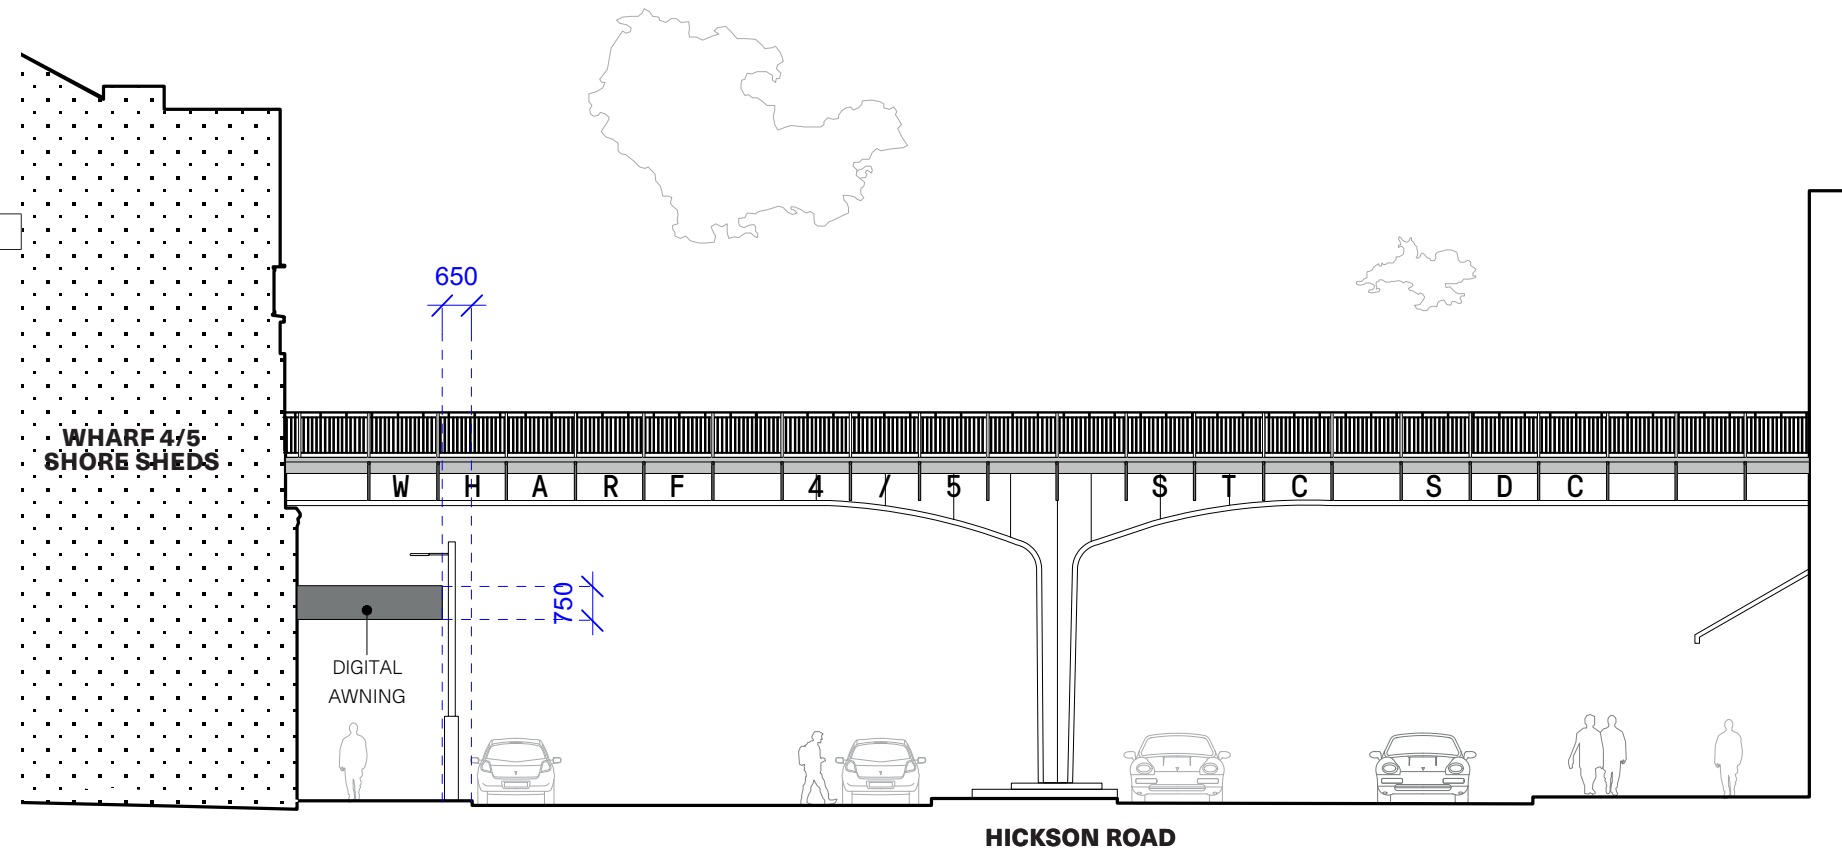 650
WHARF 4/5
SHORE SHEDS
W H A R F 4 / 5 S T C S D C
750
DIGITAL
AWNING
HICKSON ROAD